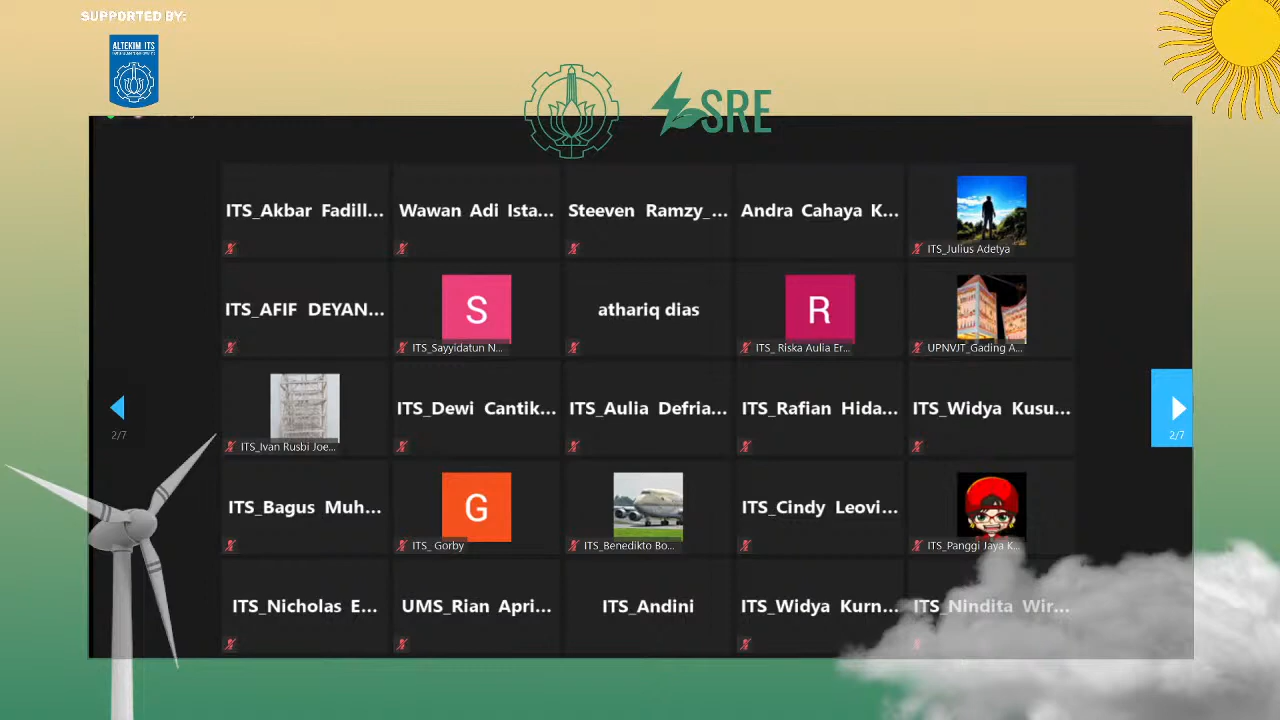 SUPPORTED BY:
ALTEKIM ITS
SRE
ITS_Akbar Fadill...
Wawan Adi Ista...
Steeven Ramzy_...
Andra Cahaya K...
ITS_Julius Adetya
ITS_AFIF DEYAN...
S
ITS_Sayyidatun N...
athariq dias
R
ITS_ Riska Aulia Er...
UPNVJT_Gading A...
ITS_Ivan Rusbi Joe...
ITS_Dewi Cantik...
ITS_Aulia Defria...
ITS_Rafian Hida...
ITS_Widya Kusu...
2/7
2/7
ITS_Bagus Muh...
G
ITS_ Gorby
ITS_Benedikto Bo...
ITS_Cindy Leovi...
ITS_Panggi Jaya K...
ITS_Nicholas E...
UMS_Rian Apri...
ITS_Andini
ITS_Widya Kurn...
ITS_Nindita Wir...